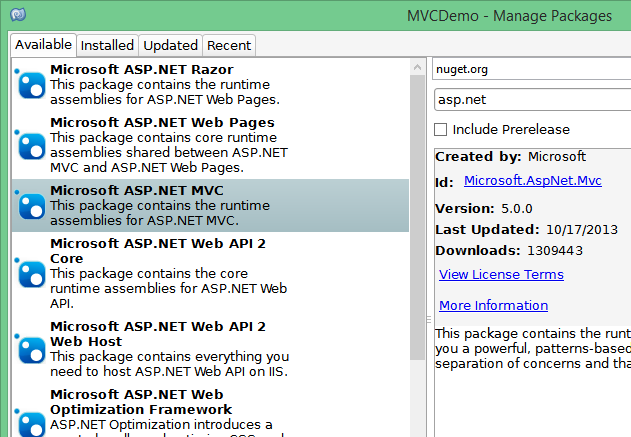 MVCDemo - Manage Packages
Available
Installed
Updated
Recent
Microsoft ASP.NET Razor
This package contains the runtime
assemblies for ASP.NET Web Pages.
Microsoft ASP.NET Web Pages
This package contains core runtime
assemblies shared between ASP.NET
MVC and ASP.NET Web Pages.
Microsoft ASP.NET MVC
This package contains the runtime
assemblies for ASP.NET MVC.
Microsoft ASP.NET Web API 2
Core
This package contains the core
runtime assemblies for ASP.NET Web
API.
Microsoft ASP.NET Web API 2
Web Host
This package contains everything you
need to host ASP.NET Web API on IIS.
Microsoft ASP.NET Web
Optimization Framework
ASP.NET Optimization introduces a
nuget.org
asp.net
Include Prerelease
Created by: Microsoft
Id: Microsoft.AspNet.Mvc
Version: 5.0.0
Last Updated: 10/17/2013
Downloads: 1309443
View License Terms
More Information
This package contains the runt
you a powerful, patterns-based
separation of concerns and tha